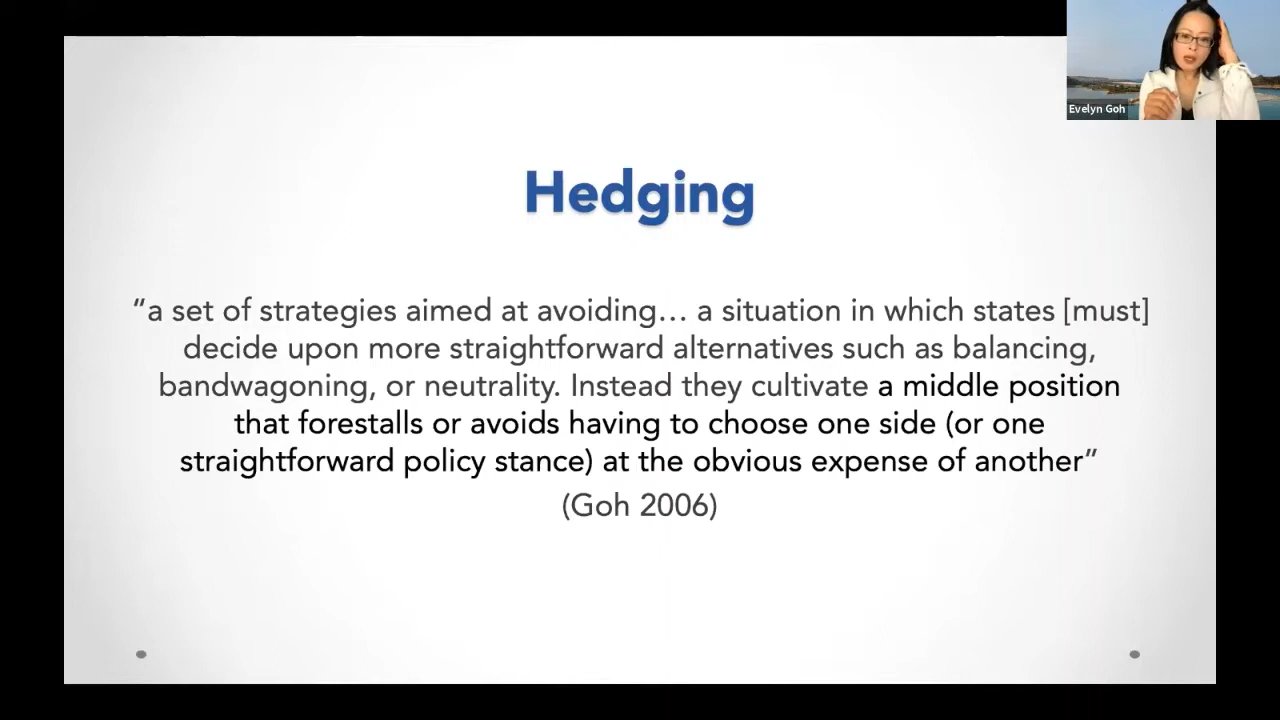 Evelyn Goh
Hedging
“a set of strategies aimed at avoiding… a situation in which states [must]
decide upon more straightforward alternatives such as balancing,
bandwagoning, or neutrality. Instead they cultivate a middle position
that forestalls or avoids having to choose one side (or one
straightforward policy stance) at the obvious expense of another”
(Goh 2006)